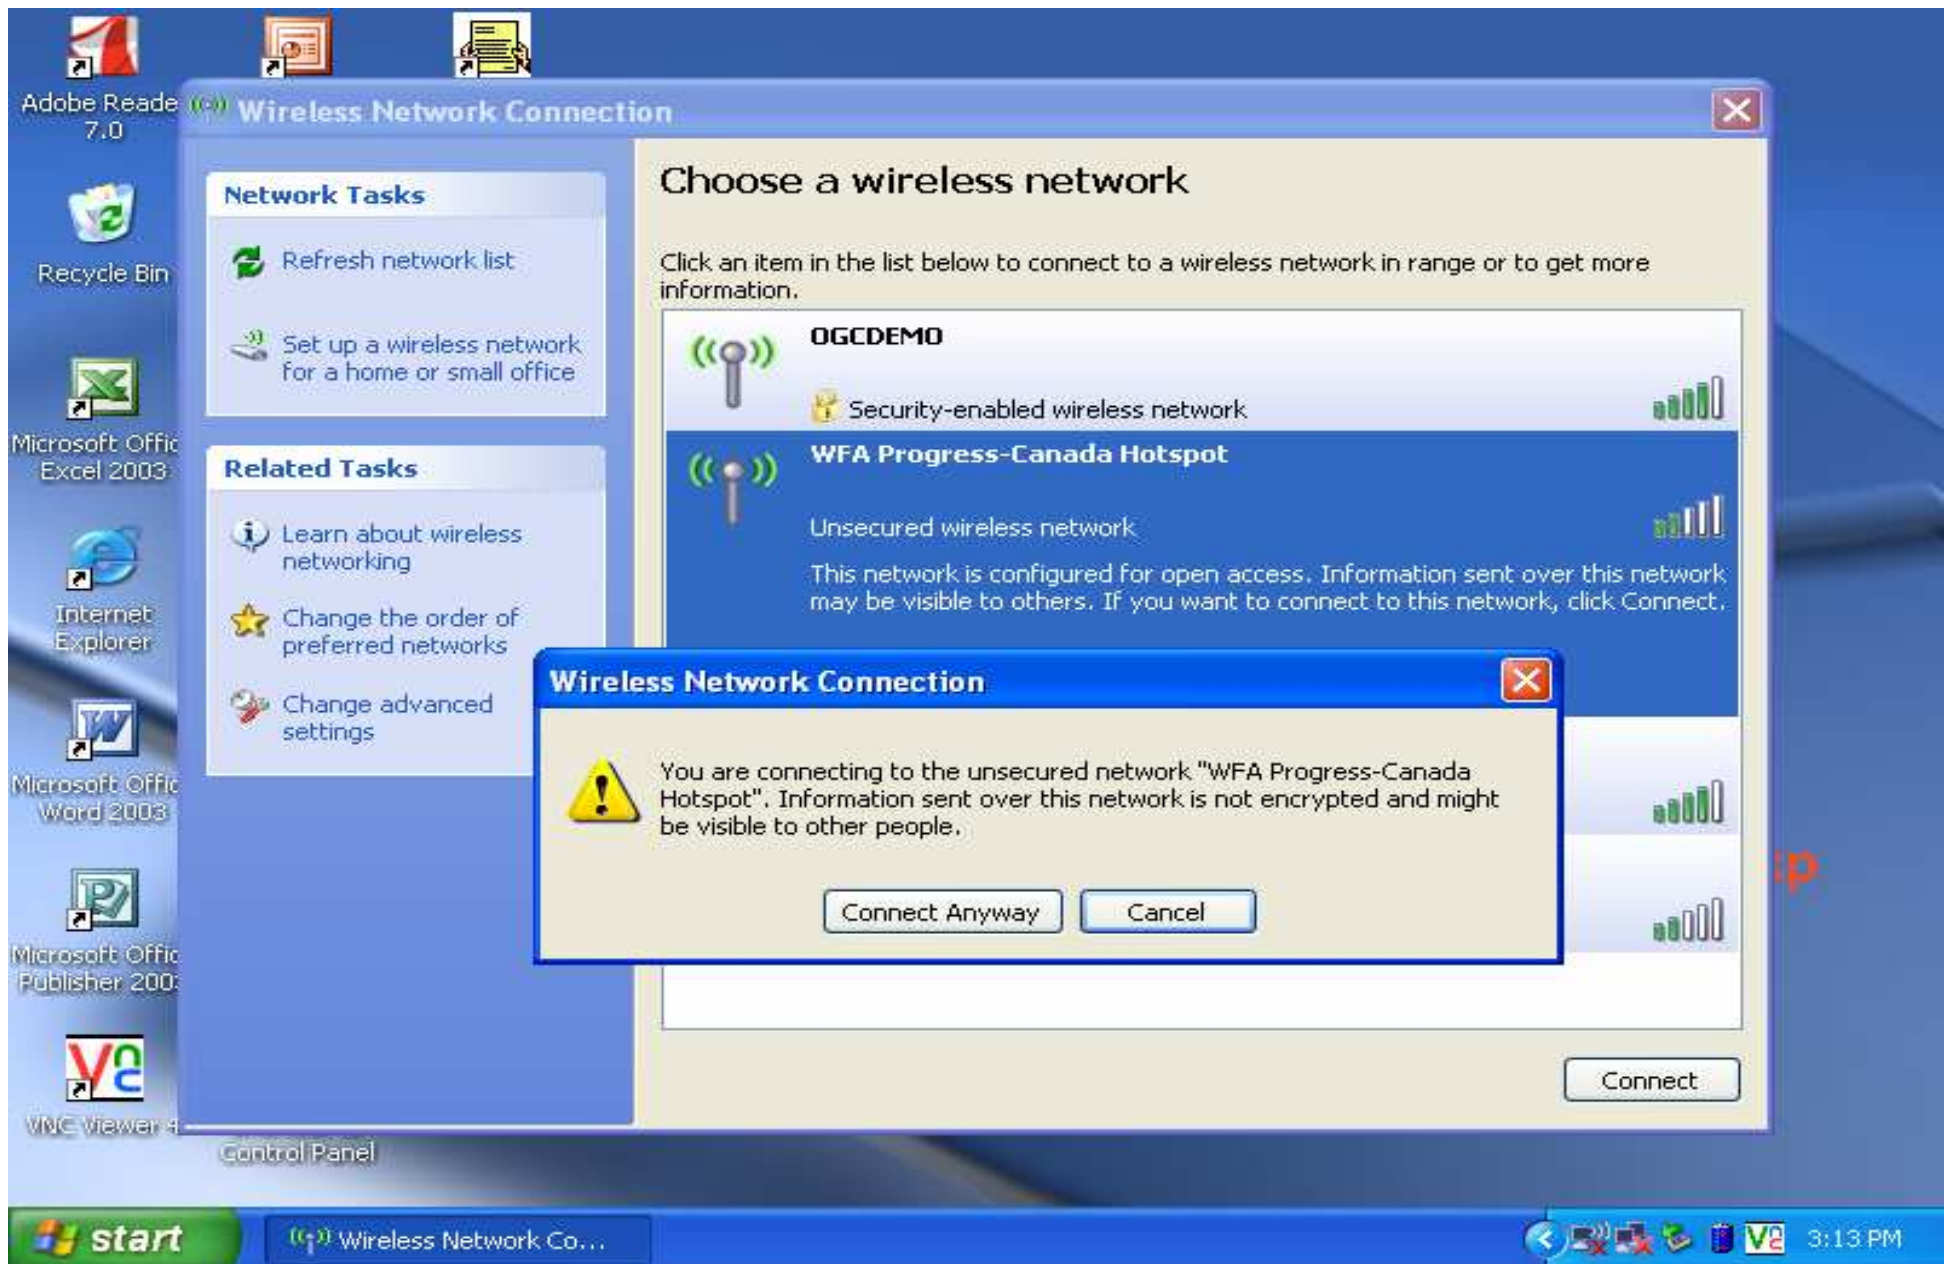 Adobe Reade
7.0
Recycle Bin
Microsoft Offic
Excel 2003
Internet
Explorer
Microsoft Offic
Word 2003
Microsoft Offic
Publisher 200
VNC Viewer 4
Control Panel
Wireless Network Connection
Network Tasks
Refresh network list
Set up a wireless network
for a home or small office
Related Tasks
Learn about wireless
networking
Change the order of
preferred networks
Change advanced
settings
Choose a wireless network
Click an item in the list below to connect to a wireless network in range or to get more
information.
OGCDEMO
Security-enabled wireless network
WFA Progress-Canada Hotspot
Unsecured wireless network
This network is configured for open access. Information sent over this network
may be visible to others. If you want to connect to this network, click Connect.
Wireless Network Connection
You are connecting to the unsecured network "WFA Progress-Canada
Hotspot". Information sent over this network is not encrypted and might
be visible to other people.
Connect Anyway
Cancel
Connect
start
Wireless Network Co...
3:13 PM